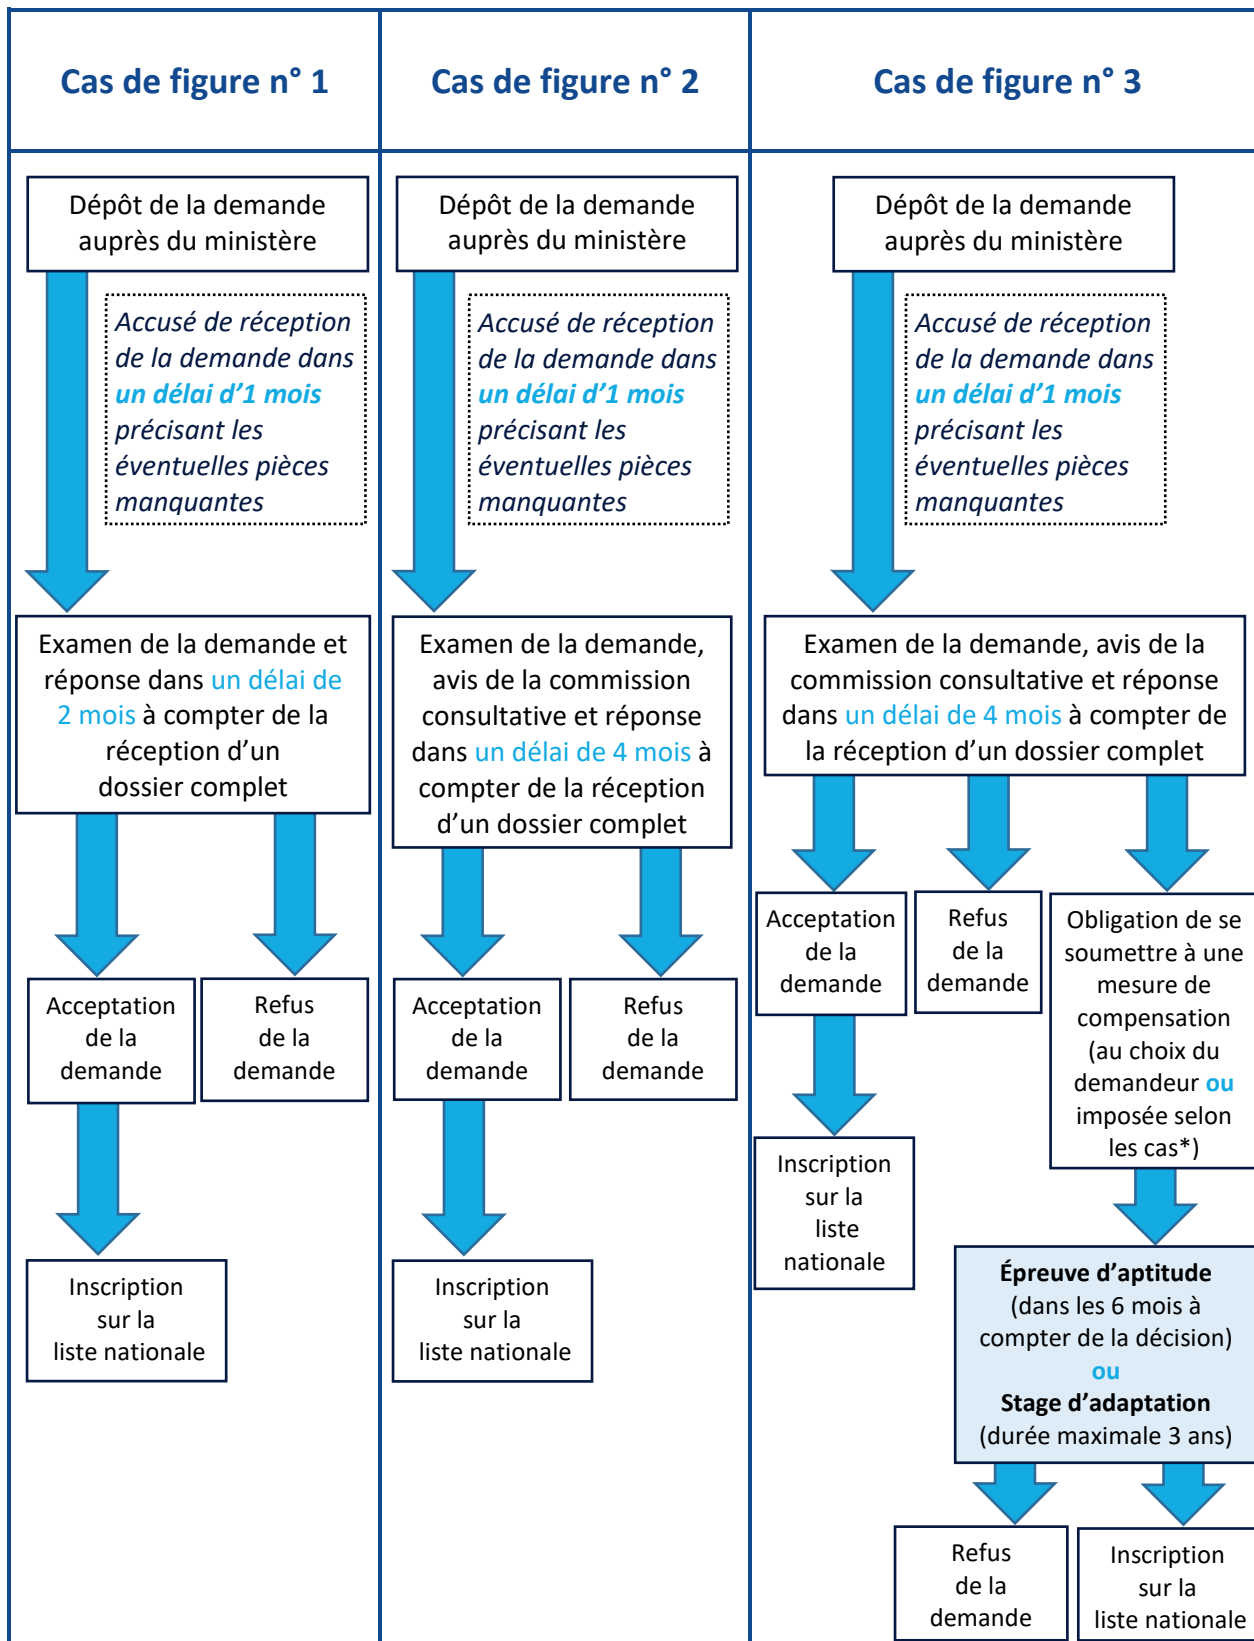 Cas de figure n° 1
Cas de figure n° 2
Cas de figure n° 3
Dépôt de la demande
auprès du ministère
Accusé de réception
de la demande dans
un délai d’1 mois
précisant les
éventuelles pièces
manquantes
Examen de la demande et
réponse dans un délai de
2 mois à compter de la
réception d’un
dossier complet
Acceptation
de la
demande
Refus
de la
demande
Inscription
sur la
liste nationale
Dépôt de la demande
auprès du ministère
Accusé de réception
de la demande dans
un délai d’1 mois
précisant les
éventuelles pièces
manquantes
Examen de la demande,
avis de la commission
consultative et réponse
dans un délai de 4 mois à
compter de la réception
d’un dossier complet
Acceptation
de la
demande
Refus
de la
demande
Inscription
sur la
liste nationale
Dépôt de la demande
auprès du ministère
Accusé de réception
de la demande dans
un délai d’1 mois
précisant les
éventuelles pièces
manquantes
Examen de la demande, avis de la
commission consultative et réponse
dans un délai de 4 mois à compter de
la réception d’un dossier complet
Acceptation
de la
demande
Refus
de la
demande
Obligation de se
soumettre à une
mesure de
compensation
(au choix du
demandeur ou
imposée selon
les cas*)
Inscription
sur la
liste
nationale
Épreuve d’aptitude
(dans les 6 mois à
compter de la décision)
ou
Stage d’adaptation
(durée maximale 3 ans)
Refus
de la
demande
Inscription
sur la
liste nationale